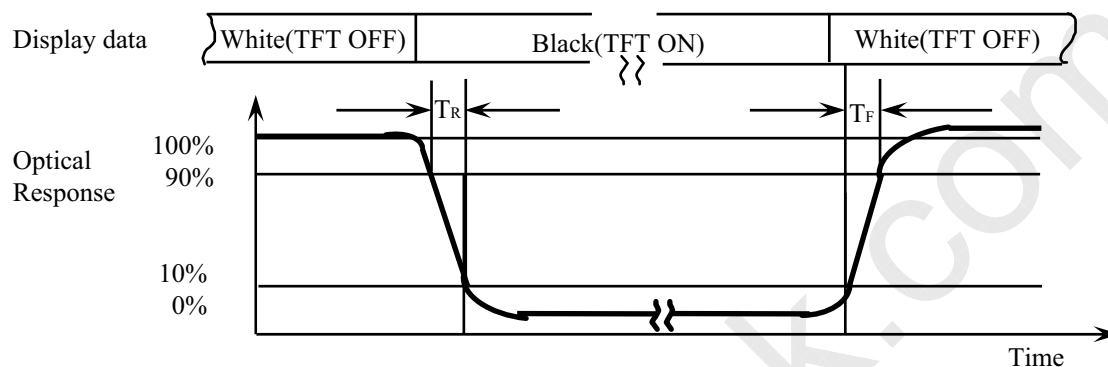 Display data White(TFT OFF) Black(TFT ON) White(TFT OFF)
TR TF
100%
Optical
Response
90%
10%
0%
Time
k.com